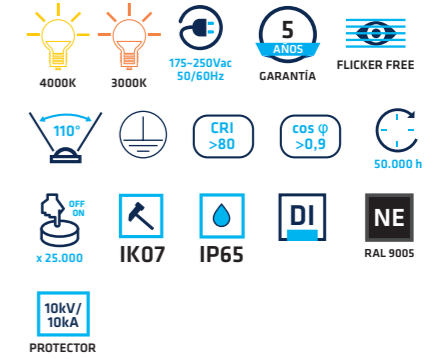 4000K
3000K
175~250Vac
50/60Hz
5
AÑOS
GARANTÍA
FLICKER FREE
110°
CRI
>80
cos φ
>0,9
50.000 h
OFF
ON
x 25.000
IK07
IP65
DI
NE
RAL 9005
10kV/
10kA
PROTECTOR